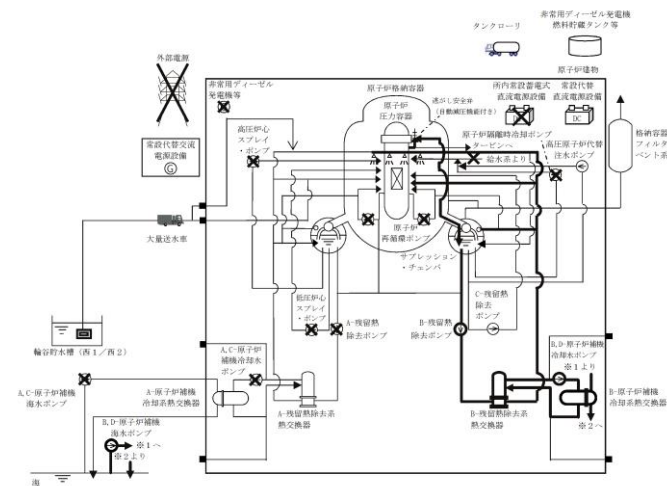 タンクローリ
非常用ディーゼル発電機
燃料貯蔵タンク等
外部電源
原子炉建物
非常用ディーゼル
発電機等
原子炉格納容器
原子炉
圧力容器
逃がし安全弁
(自動減圧機能付き)
所内常設蓄電式
直流電源設備
常設代替
直流電源設備
DC
DC
高圧炉心
スプレイ
・ポンプ
原子炉隔離時冷却ポンプ
タービンへ
給水系より
高圧原子炉代替
注水ポンプ
格納容器
フィルタ
ベント系
常設代替交流
電源設備
G
大量送水車
原子炉
再循環ポンプ
サプレッション
・チェンバ
低圧炉心
スプレイ
・ポンプ
A-残留熱
除去ポンプ
B-残留熱
除去ポンプ
C-残留熱
除去
ポンプ
輪谷貯水槽(西1/西2)
A,C-原子炉
補機冷却水
ポンプ
B,D-原子炉補機
冷却水ポンプ
※1より
A,C-原子炉補機
海水ポンプ
A-原子炉補機
冷却系熱交換器
B-原子炉補機
冷却系熱交換器
B,D-原子炉補機
海水ポンプ
※1へ
※2より
A-残留熱除去系
熱交換器
B-残留熱除去系
熱交換器
※2へ
海